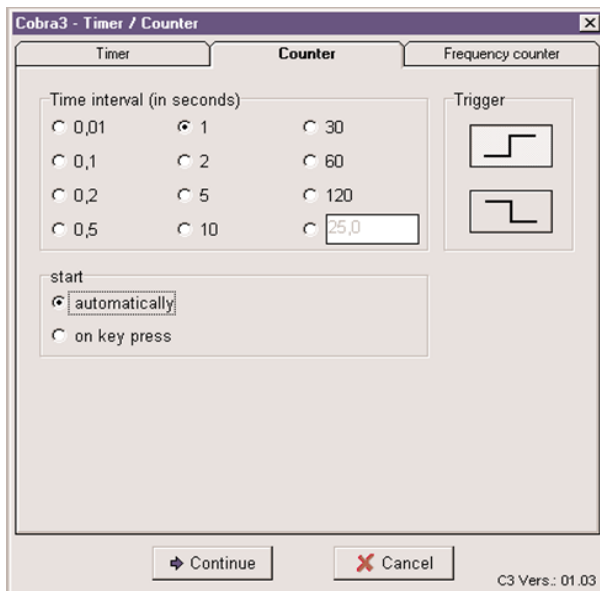 Cobra3 - Timer / Counter
Timer Counter Frequency counter
Time interval (in seconds) Trigger
0,01 1 30
0,1 2 60
0,2 5 120
0,5 10 25,0
start
automatically
on key press
Continue Cancel
C3 Vers.: 01.03